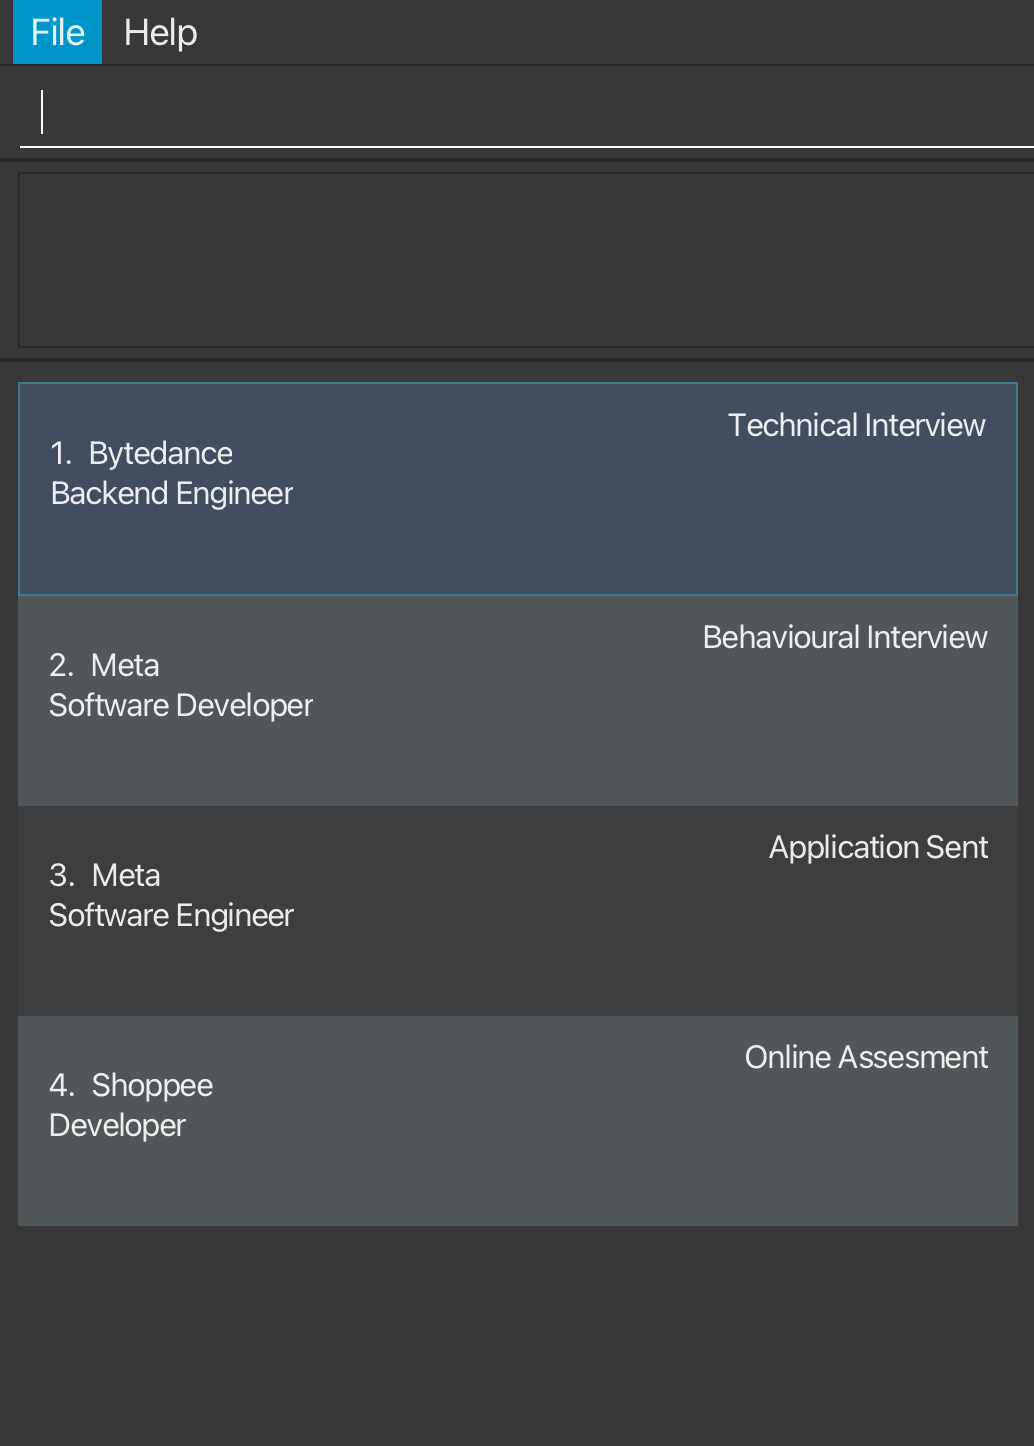 File Help
Technical Interview
1. Bytedance
Backend Engineer
Behavioural Interview
2. Meta
Software Developer
Application Sent
3. Meta
Software Engineer
Online Assesment
4. Shoppee
Developer